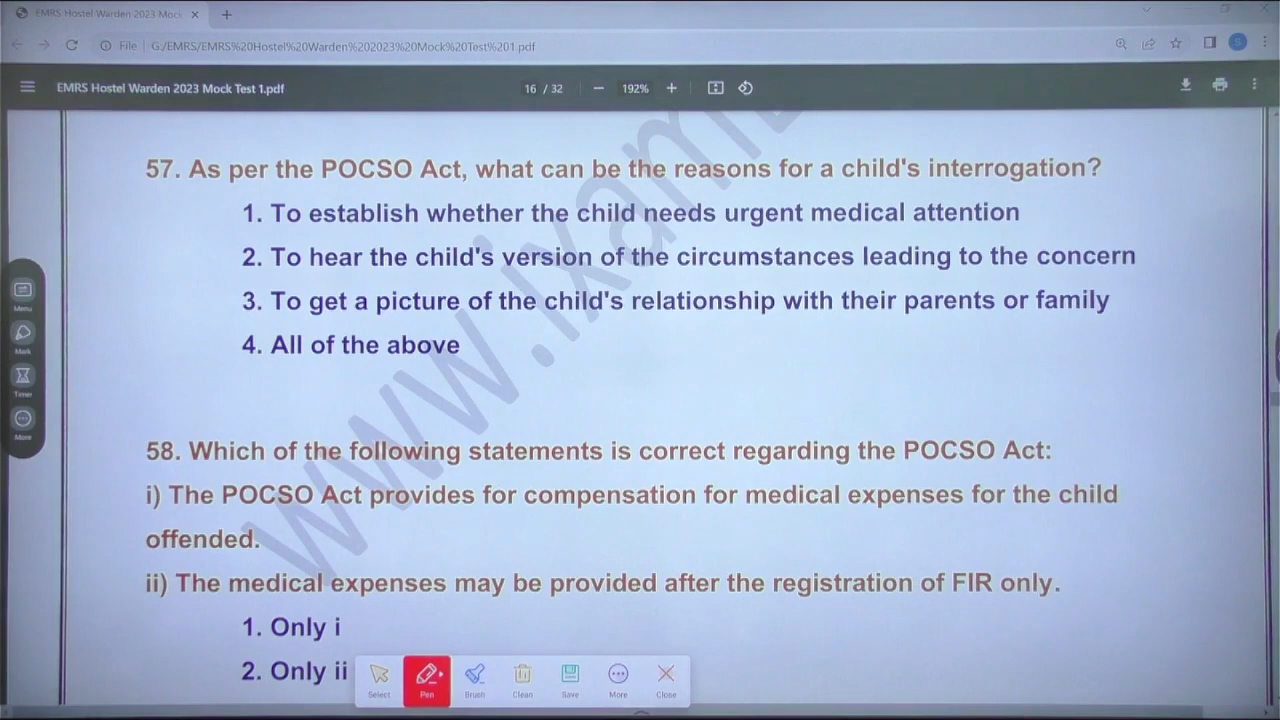 EMRS Hostel Warden 2023 Mock
File G:/EMRS/EMRS%20Hostel%20Warden%202023%20Mock%20Test%201.pdf
S
EMRS Hostel Warden 2023 Mock Test 1.pdf
16 / 32
192%
57. As per the POCSO Act, what can be the reasons for a child's interrogation?
1. To establish whether the child needs urgent medical attention
2. To hear the child's version of the circumstances leading to the concern
3. To get a picture of the child's relationship with their parents or family
4. All of the above
58. Which of the following statements is correct regarding the POCSO Act:
i) The POCSO Act provides for compensation for medical expenses for the child
offended.
ii) The medical expenses may be provided after the registration of FIR only.
1. Only i
2. Only ii
www.ixam
Menu
Mark
Timer
More
Select Pen Brush Clean Save More Close